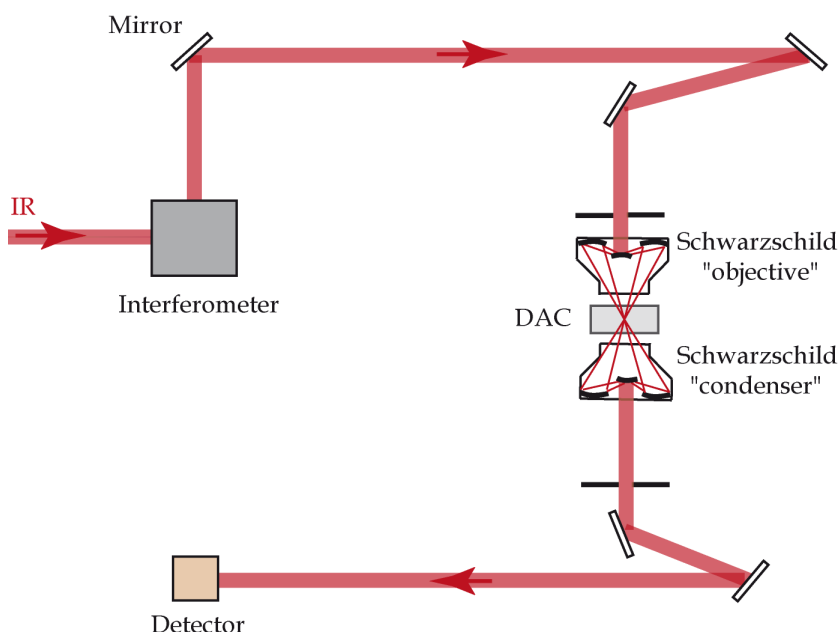 Mirror
IR
Interferometer
Schwarzschild
"objective"
DAC
Schwarzschild
"condenser"
Detector